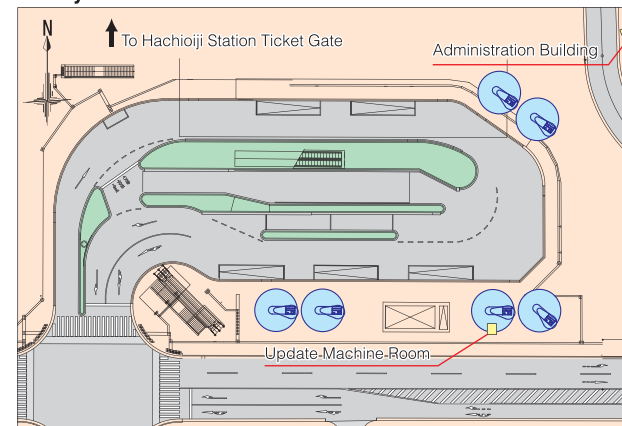 N
To Hachioiji Station Ticket Gate
Administration Building
Update Machine Room